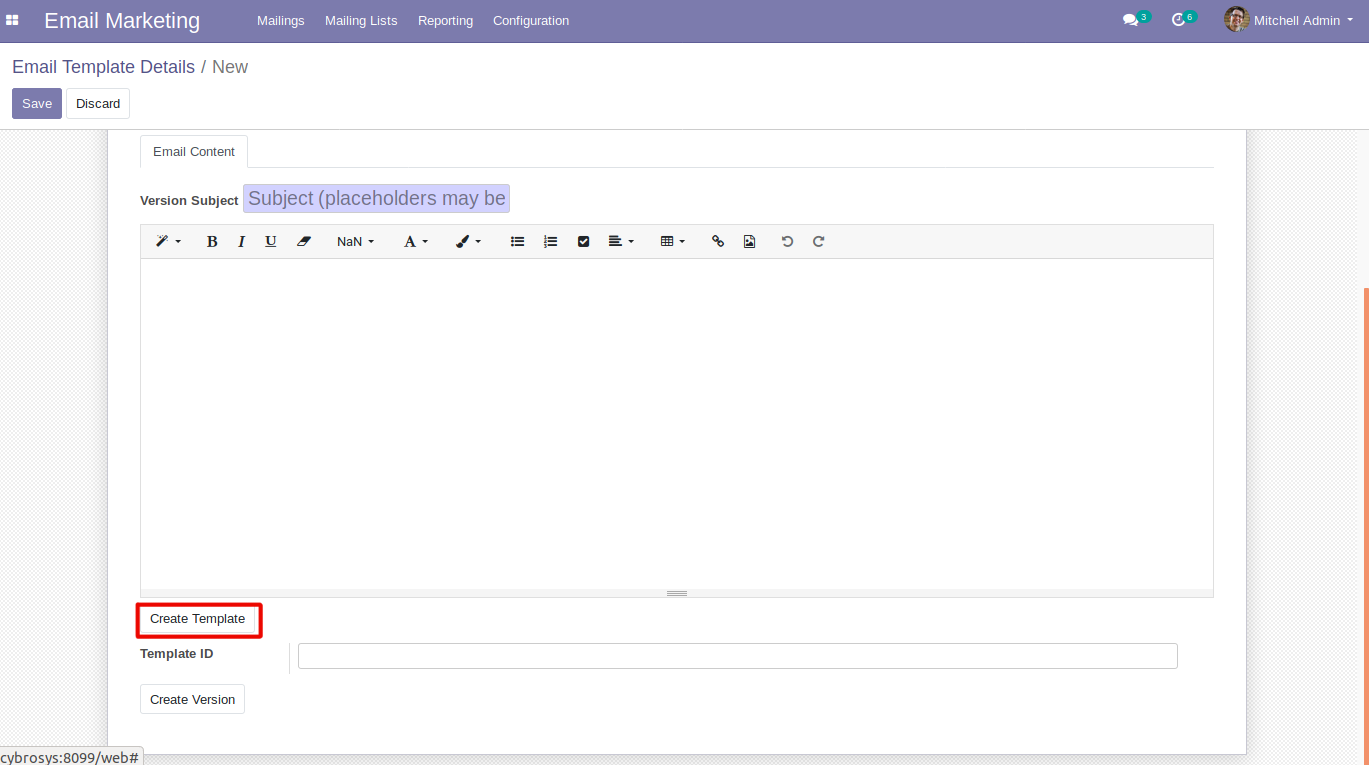 Email Marketing Mailings Mailing Lists Reporting Configuration 3 6 Mitchell Admin
Email Template Details / New
Save Discard
Email Content
Version Subject Subject (placeholders may be
B I U NaN A
Create Template
Template ID
Create Version
cybrosys:8099/web#